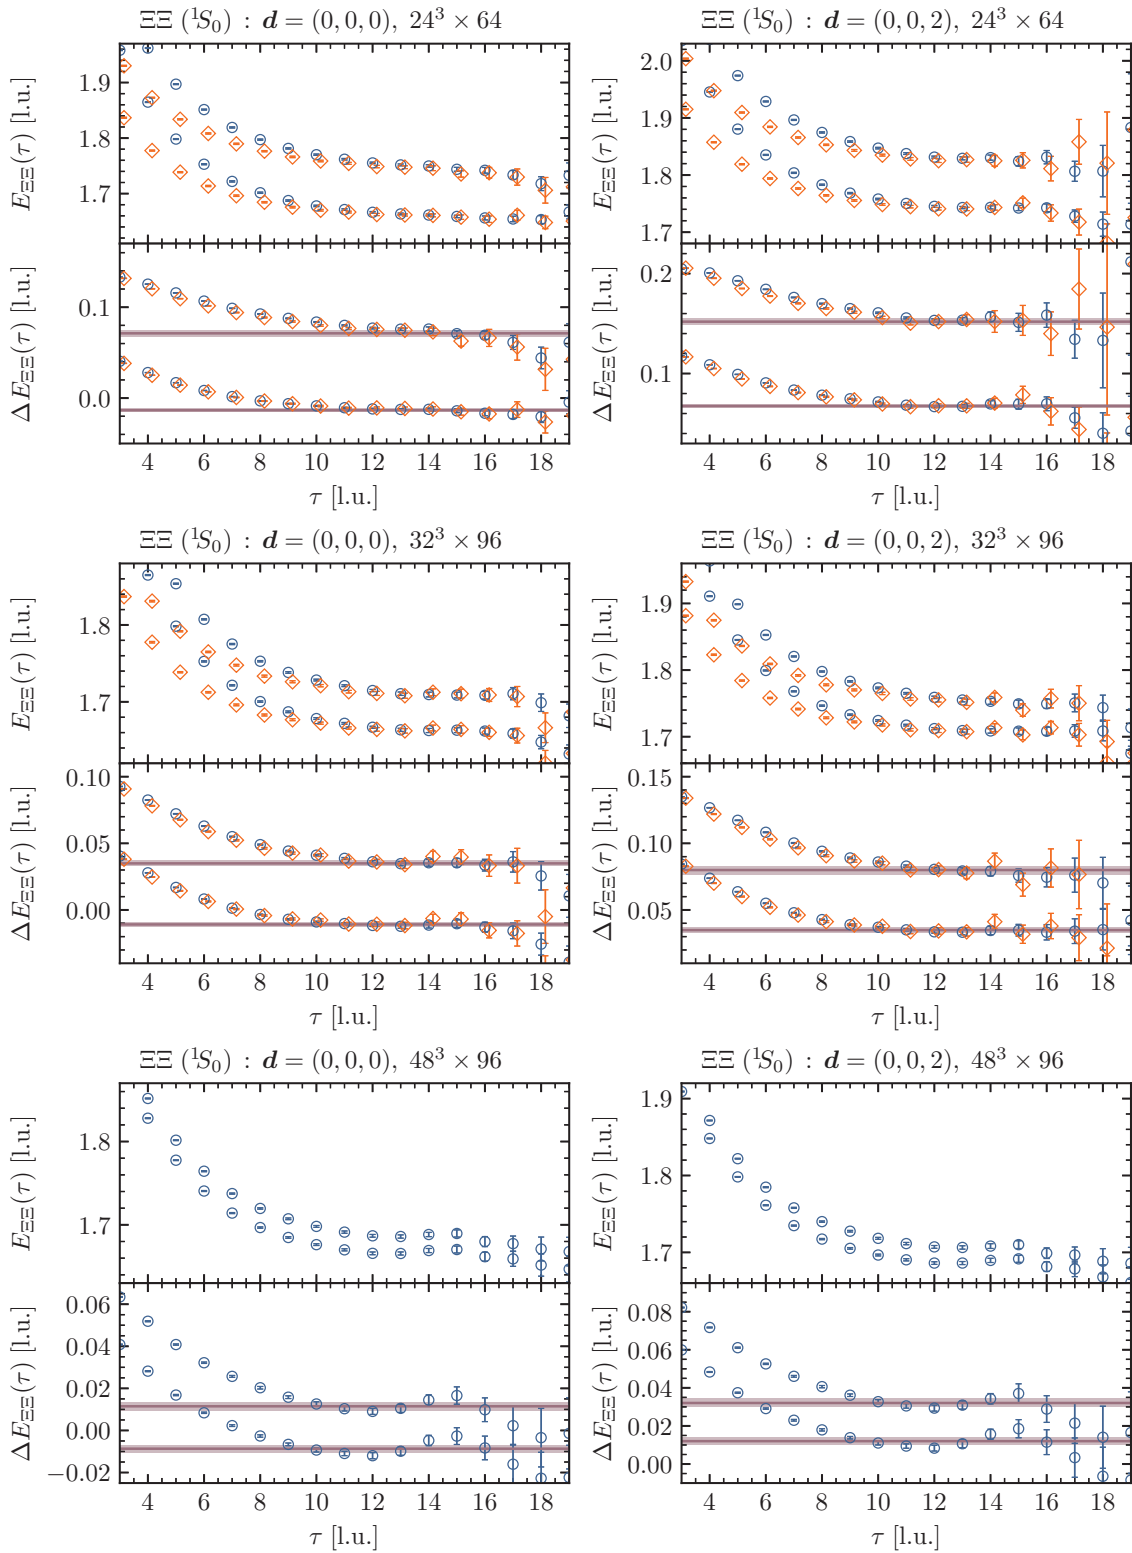 ΞΞ (¹S₀) : d = (0, 0, 0), 24³ × 64
ΞΞ (¹S₀) : d = (0, 0, 2), 24³ × 64
E_ΞΞ(τ) [l.u.]
1.9
1.8
1.7
E_ΞΞ(τ) [l.u.]
2.0
1.9
1.8
1.7
ΔE_ΞΞ(τ) [l.u.]
0.1
0.0
ΔE_ΞΞ(τ) [l.u.]
0.2
0.1
4 6 8 10 12 14 16 18
4 6 8 10 12 14 16 18
τ [l.u.]
τ [l.u.]
ΞΞ (¹S₀) : d = (0, 0, 0), 32³ × 96
ΞΞ (¹S₀) : d = (0, 0, 2), 32³ × 96
E_ΞΞ(τ) [l.u.]
1.8
1.7
E_ΞΞ(τ) [l.u.]
1.9
1.8
1.7
ΔE_ΞΞ(τ) [l.u.]
0.10
0.05
0.00
ΔE_ΞΞ(τ) [l.u.]
0.15
0.10
0.05
4 6 8 10 12 14 16 18
4 6 8 10 12 14 16 18
τ [l.u.]
τ [l.u.]
ΞΞ (¹S₀) : d = (0, 0, 0), 48³ × 96
ΞΞ (¹S₀) : d = (0, 0, 2), 48³ × 96
E_ΞΞ(τ) [l.u.]
1.8
1.7
E_ΞΞ(τ) [l.u.]
1.9
1.8
1.7
ΔE_ΞΞ(τ) [l.u.]
0.06
0.04
0.02
0.00
−0.02
ΔE_ΞΞ(τ) [l.u.]
0.08
0.06
0.04
0.02
0.00
4 6 8 10 12 14 16 18
4 6 8 10 12 14 16 18
τ [l.u.]
τ [l.u.]